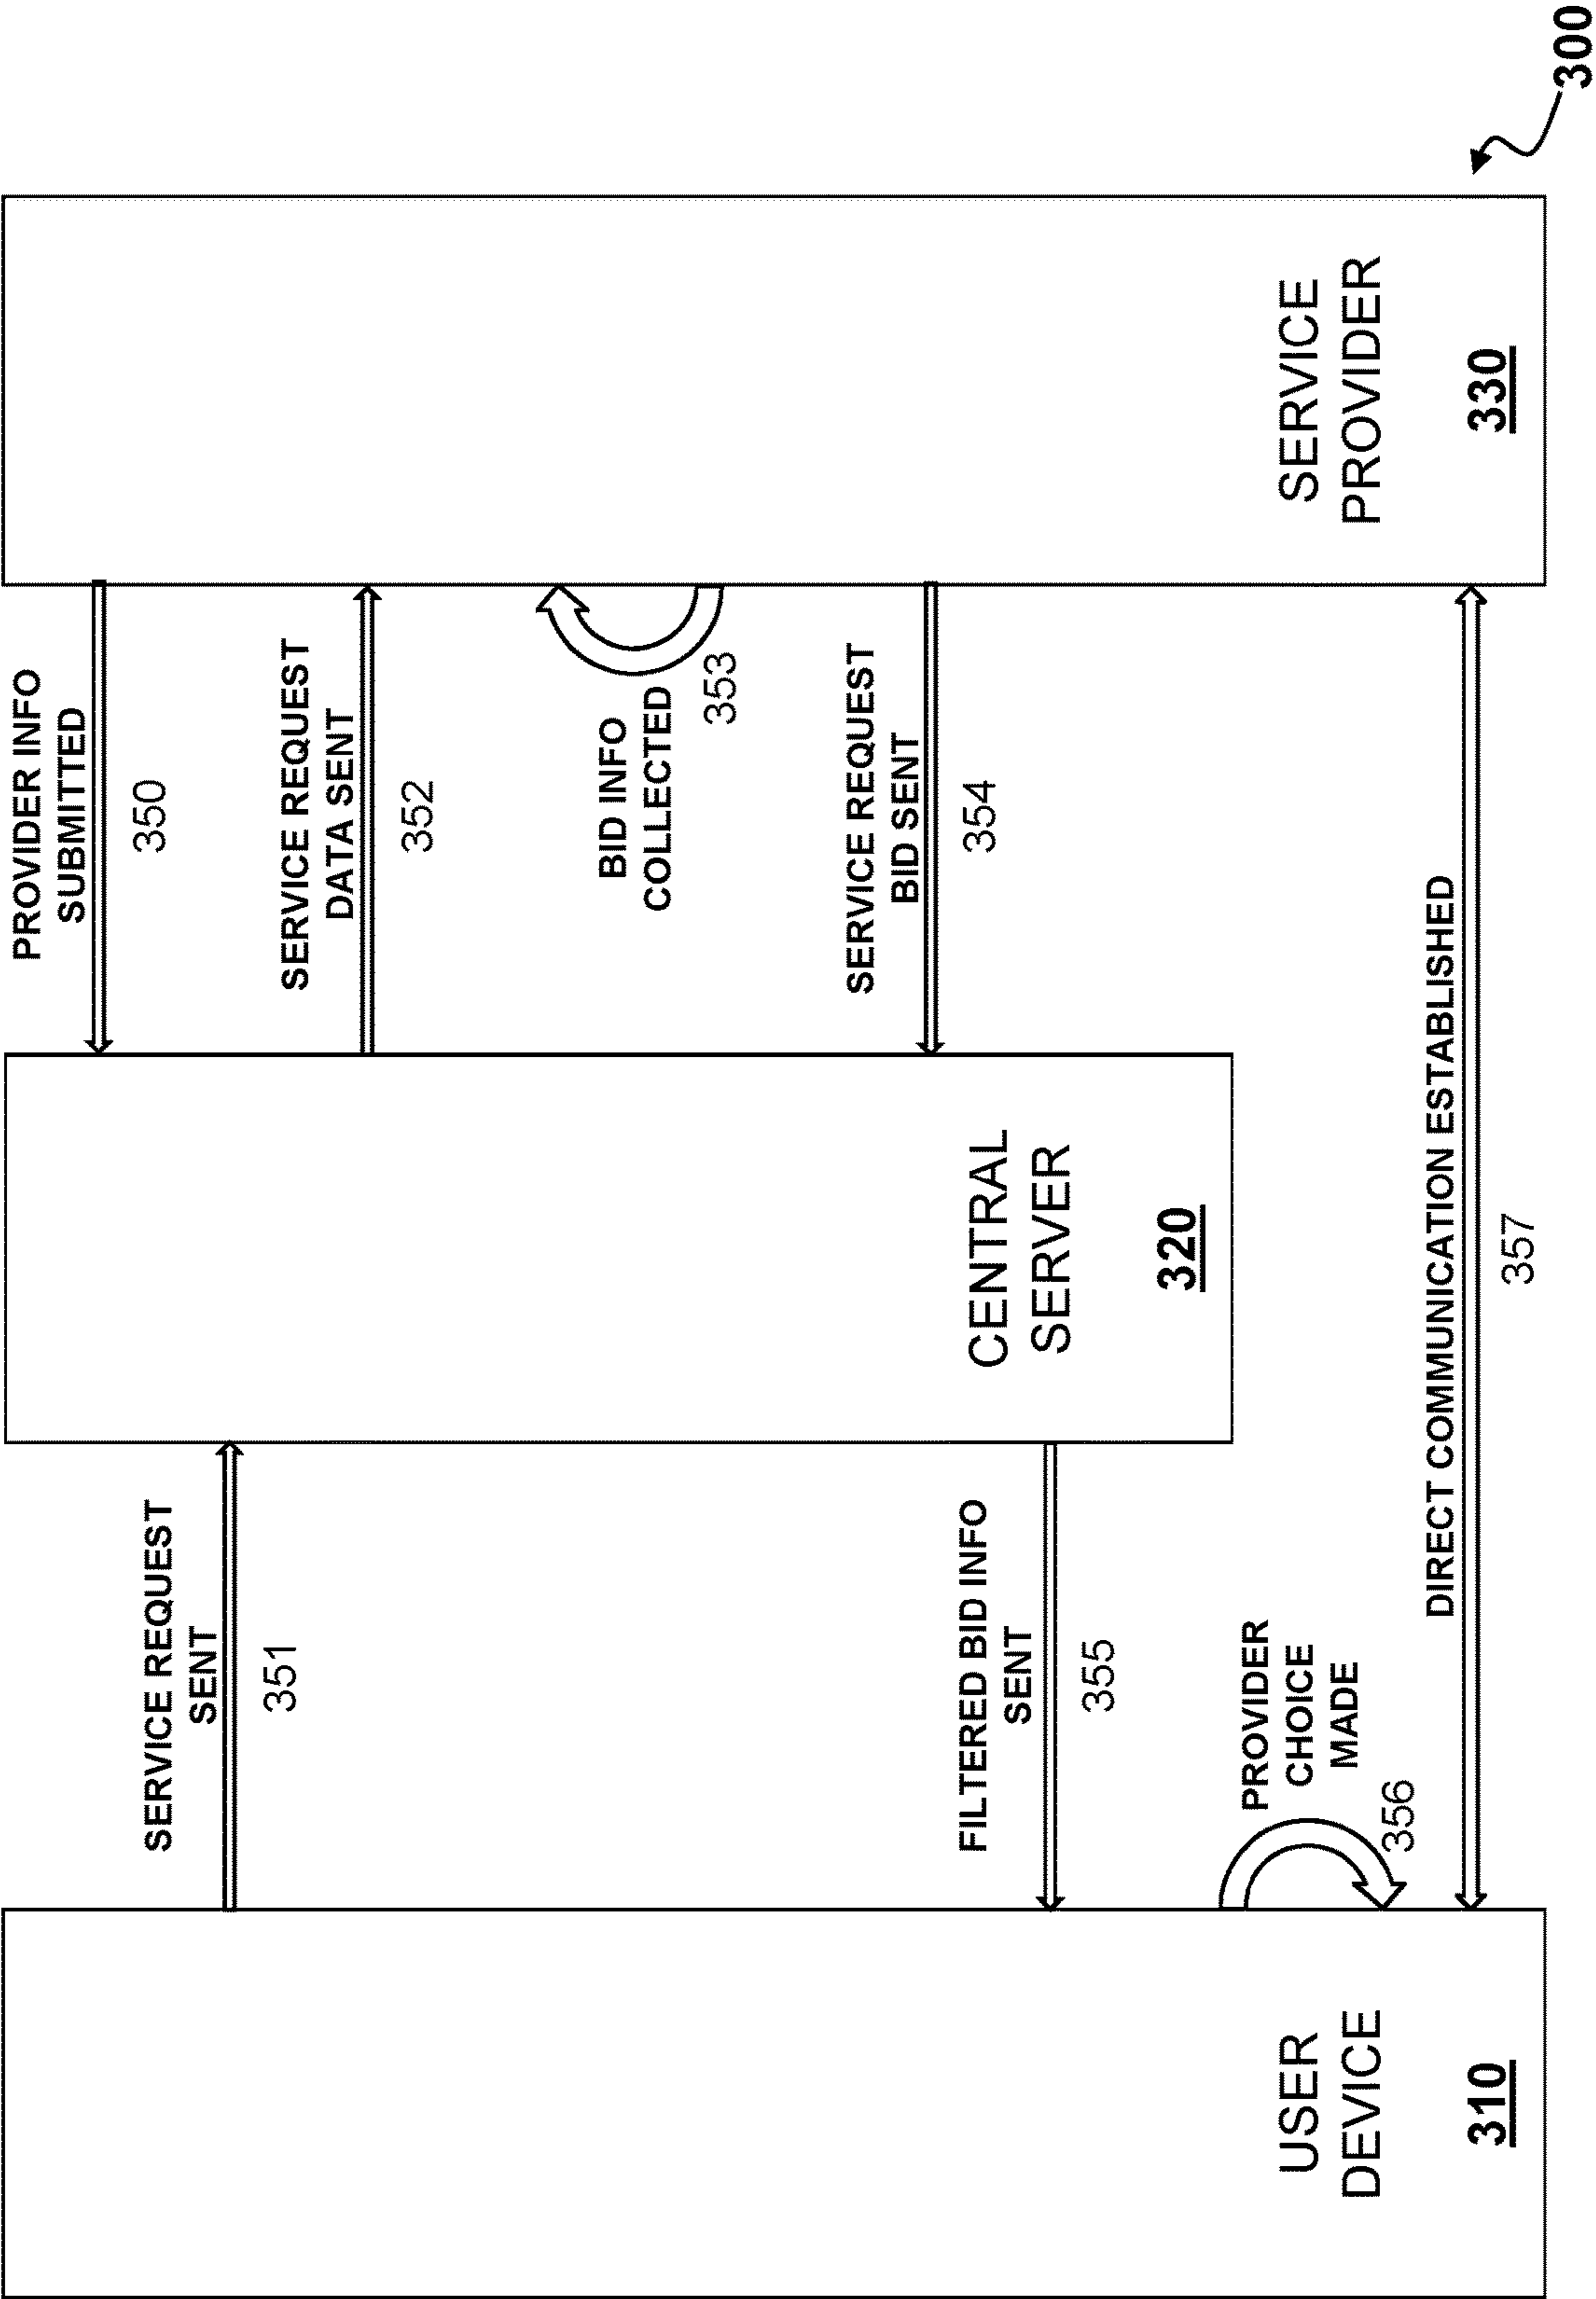 PROVIDER INFO
SUBMITTED
350
SERVICE REQUEST
SENT
351
SERVICE REQUEST
DATA SENT
352
BID INFO
COLLECTED
353
SERVICE REQUEST
BID SENT
354
FILTERED BID INFO
SENT
355
PROVIDER
CHOICE
MADE
356
DIRECT COMMUNICATION ESTABLISHED
357
USER
DEVICE
310
CENTRAL
SERVER
320
SERVICE
PROVIDER
330
300